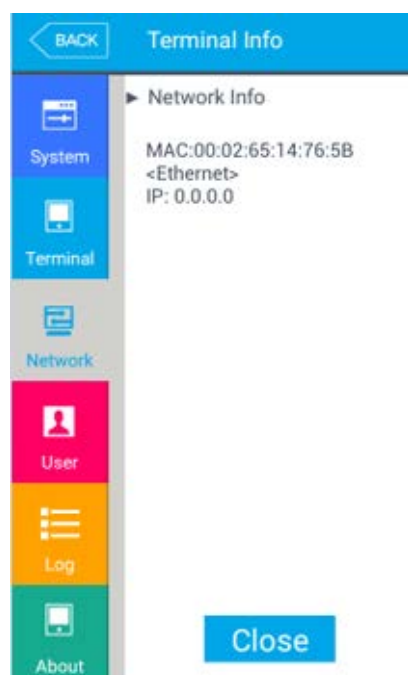 BACK
Terminal Info
System
Terminal
Network
User
Log
About
► Network Info
MAC:00:02:65:14:76:5B
<Ethernet>
IP: 0.0.0.0
Close